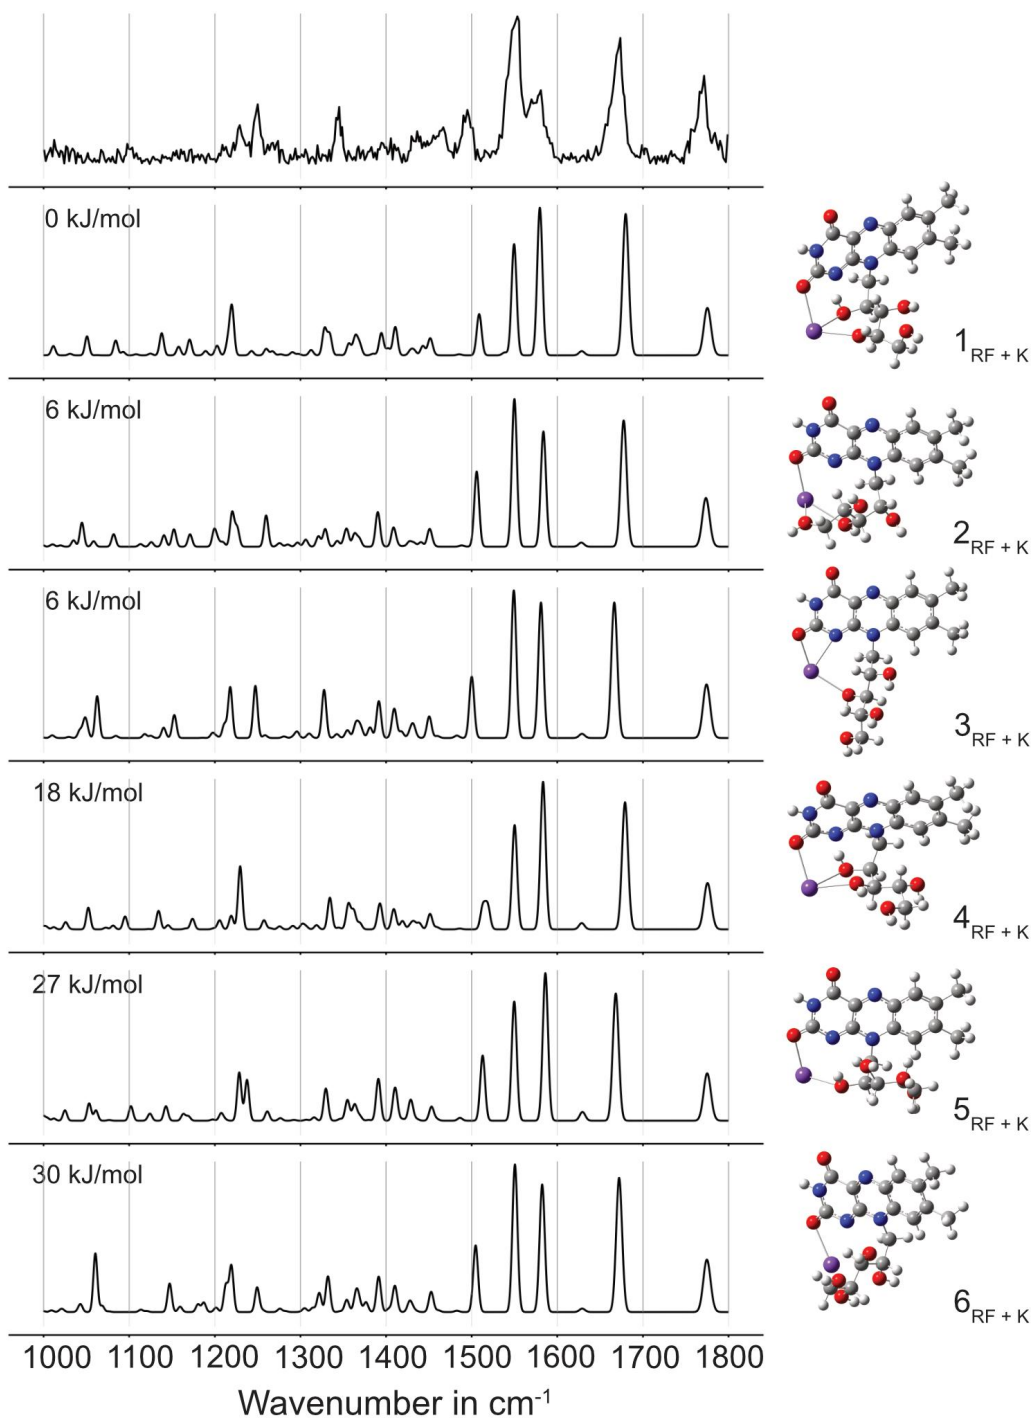 0 kJ/mol
1RF + K
6 kJ/mol
2RF + K
6 kJ/mol
3RF + K
18 kJ/mol
4RF + K
27 kJ/mol
5RF + K
30 kJ/mol
6RF + K
1000 1100 1200 1300 1400 1500 1600 1700 1800
Wavenumber in cm-1